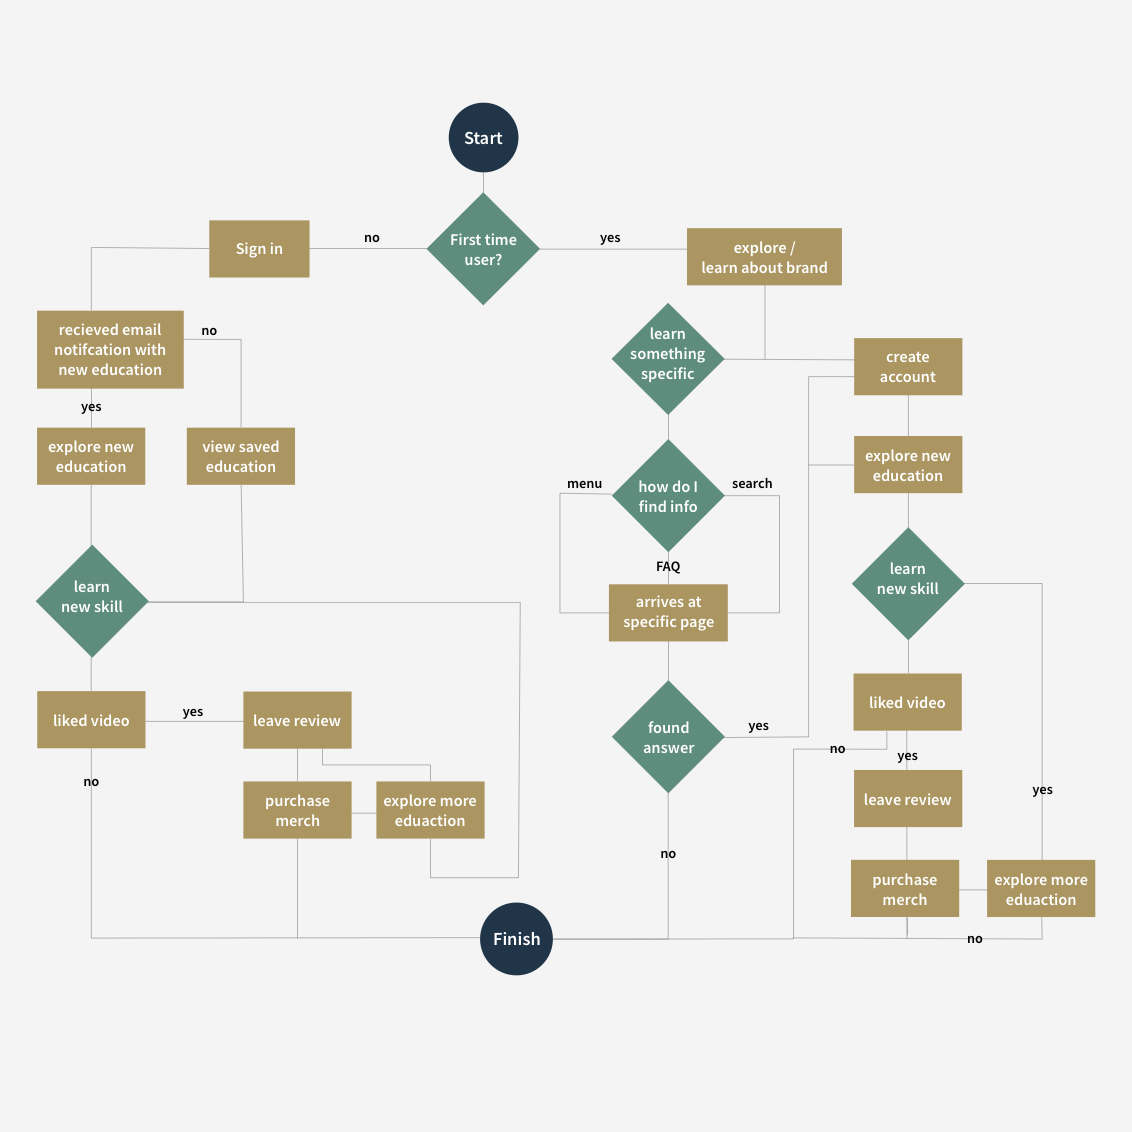 Start
First time
user?
no
yes
Sign in
explore /
learn about brand
recieved email
notifcation with
new education
no
yes
explore new
education
view saved
education
learn
new skill
liked video
yes
leave review
no
purchase
merch
explore more
eduaction
Finish
learn
something
specific
how do I
find info
menu
search
FAQ
arrives at
specific page
found
answer
yes
no
create
account
explore new
education
learn
new skill
liked video
no
yes
leave review
yes
purchase
merch
explore more
eduaction
no